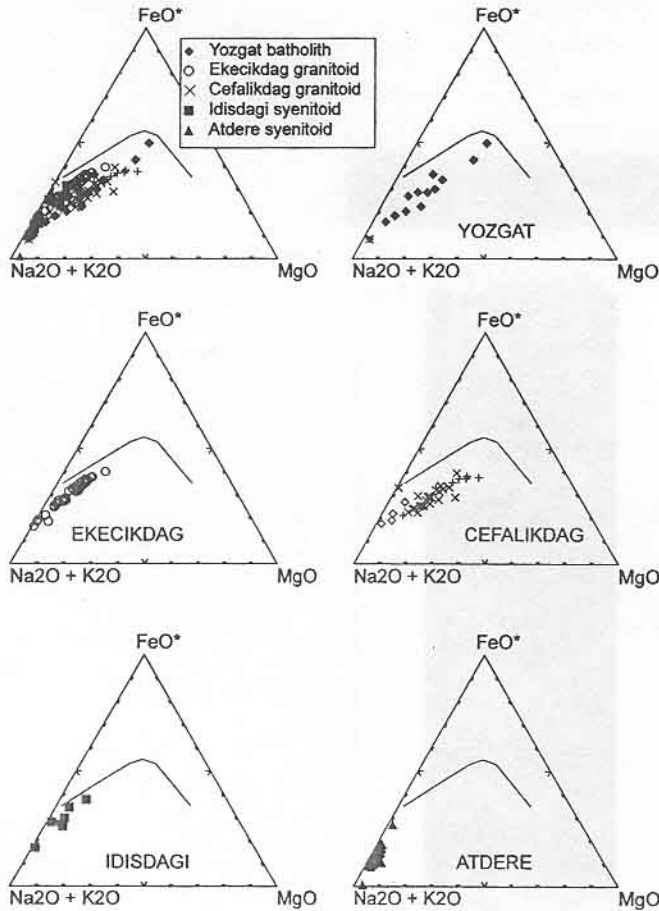 FeO*
FeO*
Yozgat batholith
Ekecikdag granitoid
Cefalikdag granitoid
Idisdagi syenitoid
Atdere syenitoid
YOZGAT
Na2O + K2O
MgO
Na2O + K2O
MgO
FeO*
FeO*
EKECIKDAG
CEFALIKDAG
Na2O + K2O
MgO
Na2O + K2O
MgO
FeO*
FeO*
IDISDAGI
ATDERE
Na2O + K2O
MgO
Na2O + K2O
MgO